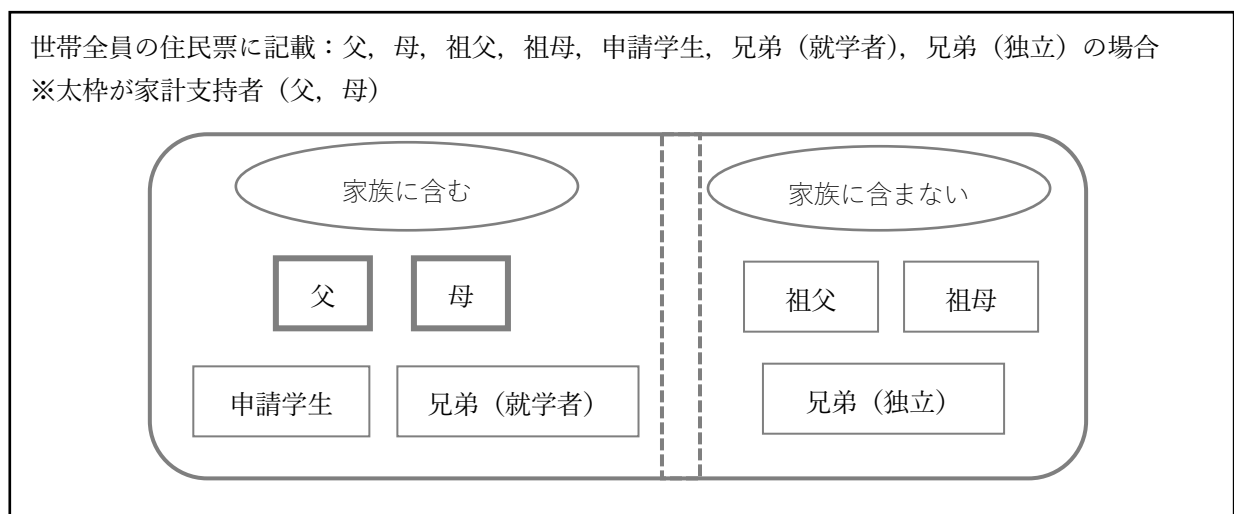 世帯全員の住民票に記載：父，母，祖父，祖母，申請学生，兄弟（就学者），兄弟（独立）の場合
※太枠が家計支持者（父，母）
家族に含む
家族に含まない
父
母
祖父
祖母
申請学生
兄弟（就学者）
兄弟（独立）